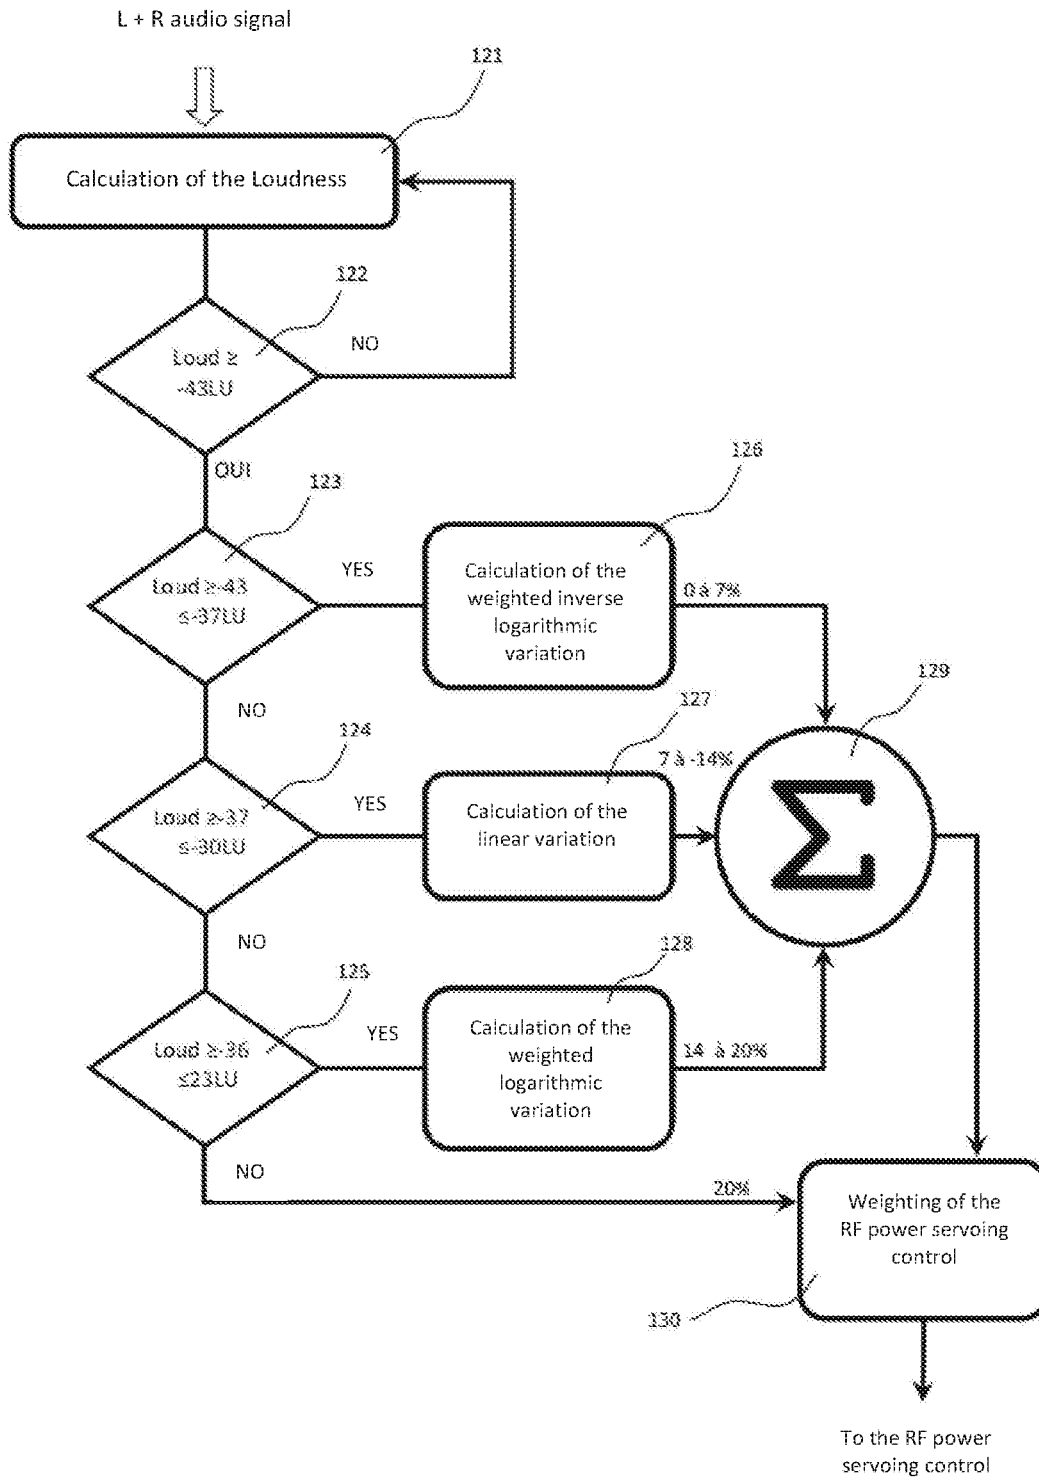 L + R audio signal
121
Calculation of the Loudness
122
Loud ≥
-43LU
NO
OUI
123
126
Loud ≥-43
≤-37LU
YES
Calculation of the
weighted inverse
logarithmic
variation
0 à 7%
NO
124
127
129
7 à -14%
Loud ≥-37
≤-30LU
YES
Calculation of the
linear variation
Σ
NO
125
128
Loud ≥-36
≤23LU
YES
Calculation of the
weighted
logarithmic
variation
14 à 20%
NO
20%
Weighting of the
RF power servoing
control
130
To the RF power
servoing control